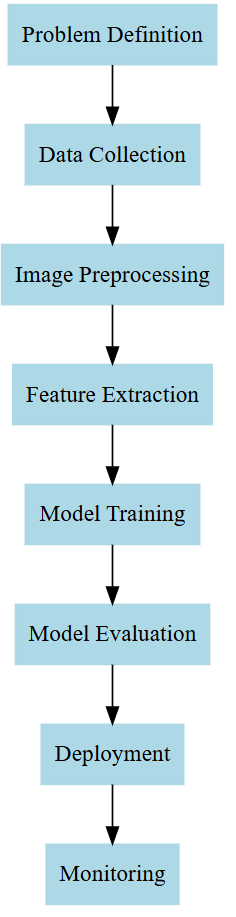 Problem Definition
Data Collection
Image Preprocessing
Feature Extraction
Model Training
Model Evaluation
Deployment
Monitoring